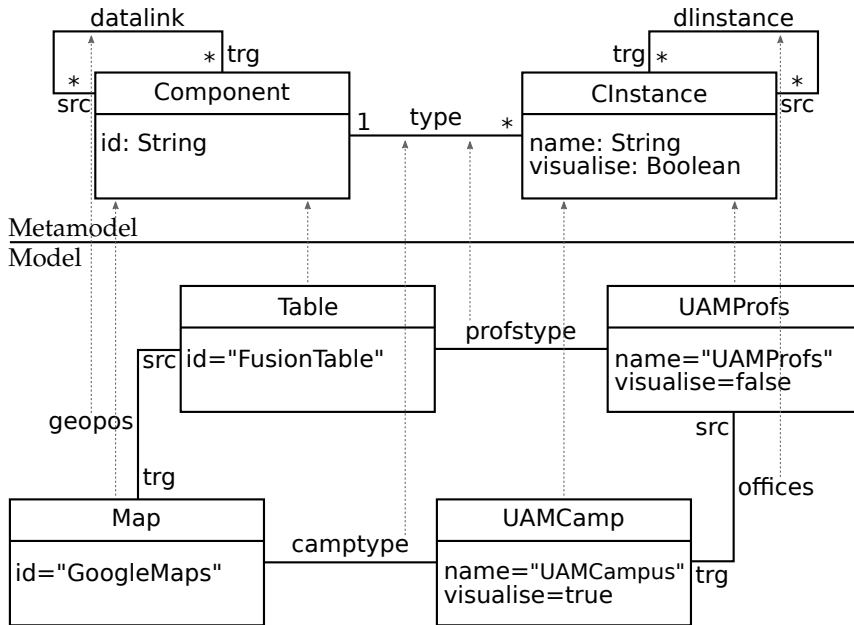 datalink
dlinstance
* trg
trg *
*
src
*
src
Component
CInstance
1 type *
id: String
name: String
visualise: Boolean
Metamodel
Model
Table
UAMProfs
src
id="FusionTable"
profstype
name="UAMProfs"
visualise=false
geopos
src
trg
offices
Map
UAMCamp
camptype
id="GoogleMaps"
name="UAMCampus"
visualise=true
trg